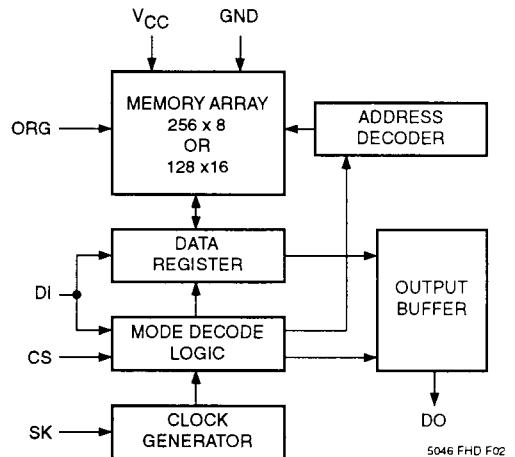 VCC
GND
MEMORY ARRAY
256 x 8
OR
128 x16
ORG
ADDRESS
DECODER
DATA
REGISTER
DI
OUTPUT
BUFFER
MODE DECODE
LOGIC
CS
CLOCK
GENERATOR
SK
DO
5046 FHD F02